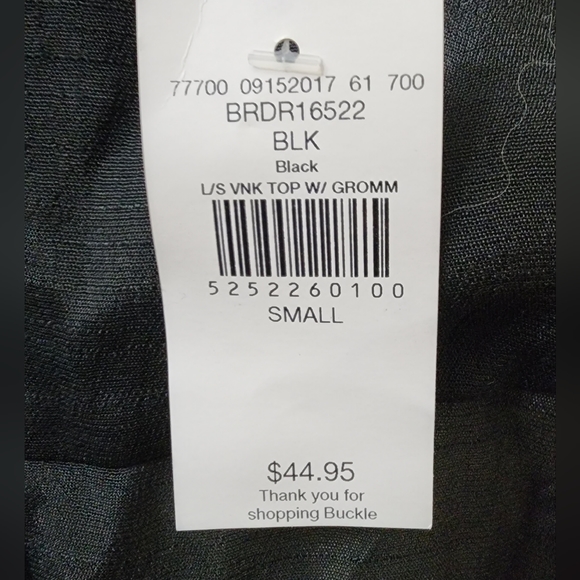 77700 09152017 61 700
BRDR16522
BLK
Black
L/S VNK TOP W/ GROMM
5252260100
SMALL
$44.95
Thank you for
shopping Buckle